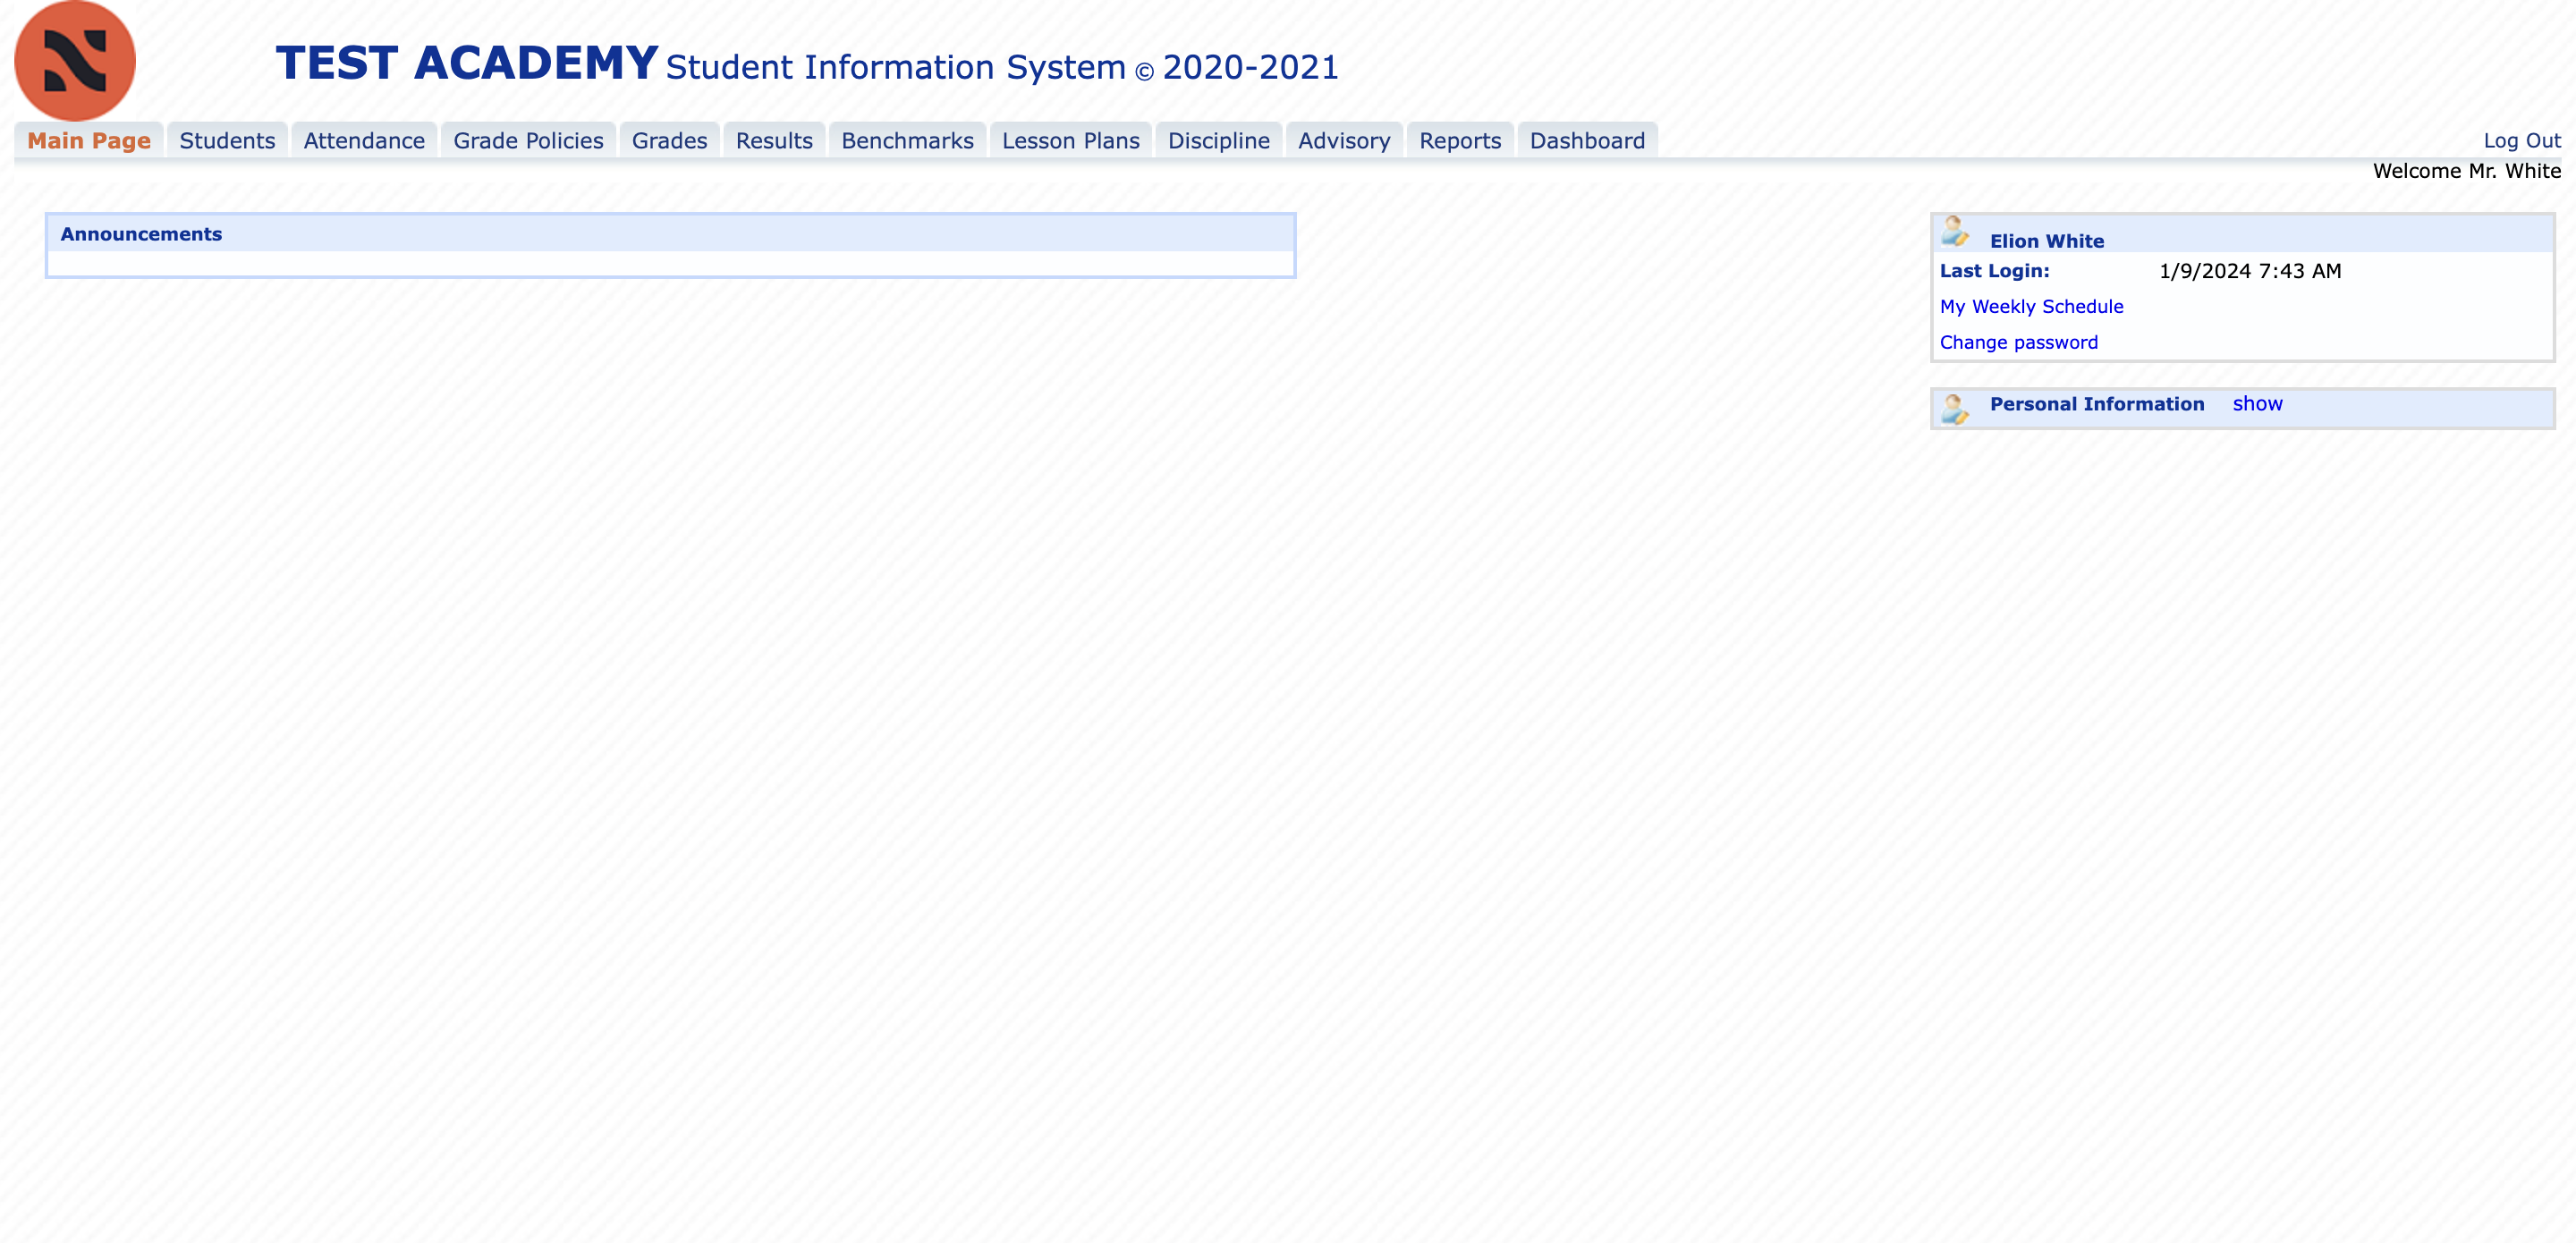 TEST ACADEMY Student Information System © 2020-2021
Main Page Students Attendance Grade Policies Grades Results Benchmarks Lesson Plans Discipline Advisory Reports Dashboard Log Out
Welcome Mr. White
Announcements
Elion White
Last Login: 1/9/2024 7:43 AM
My Weekly Schedule
Change password
Personal Information show